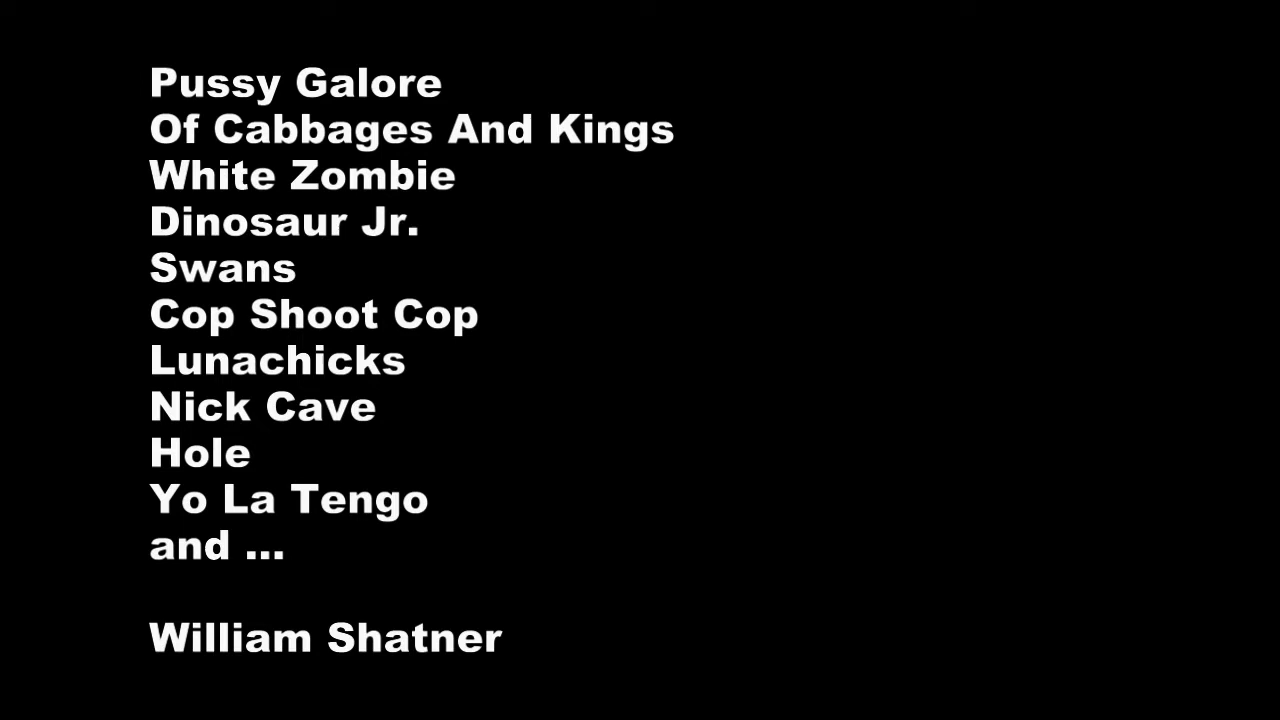 Pussy Galore
Of Cabbages And Kings
White Zombie
Dinosaur Jr.
Swans
Cop Shoot Cop
Lunachicks
Nick Cave
Hole
Yo La Tengo
and ...
William Shatner